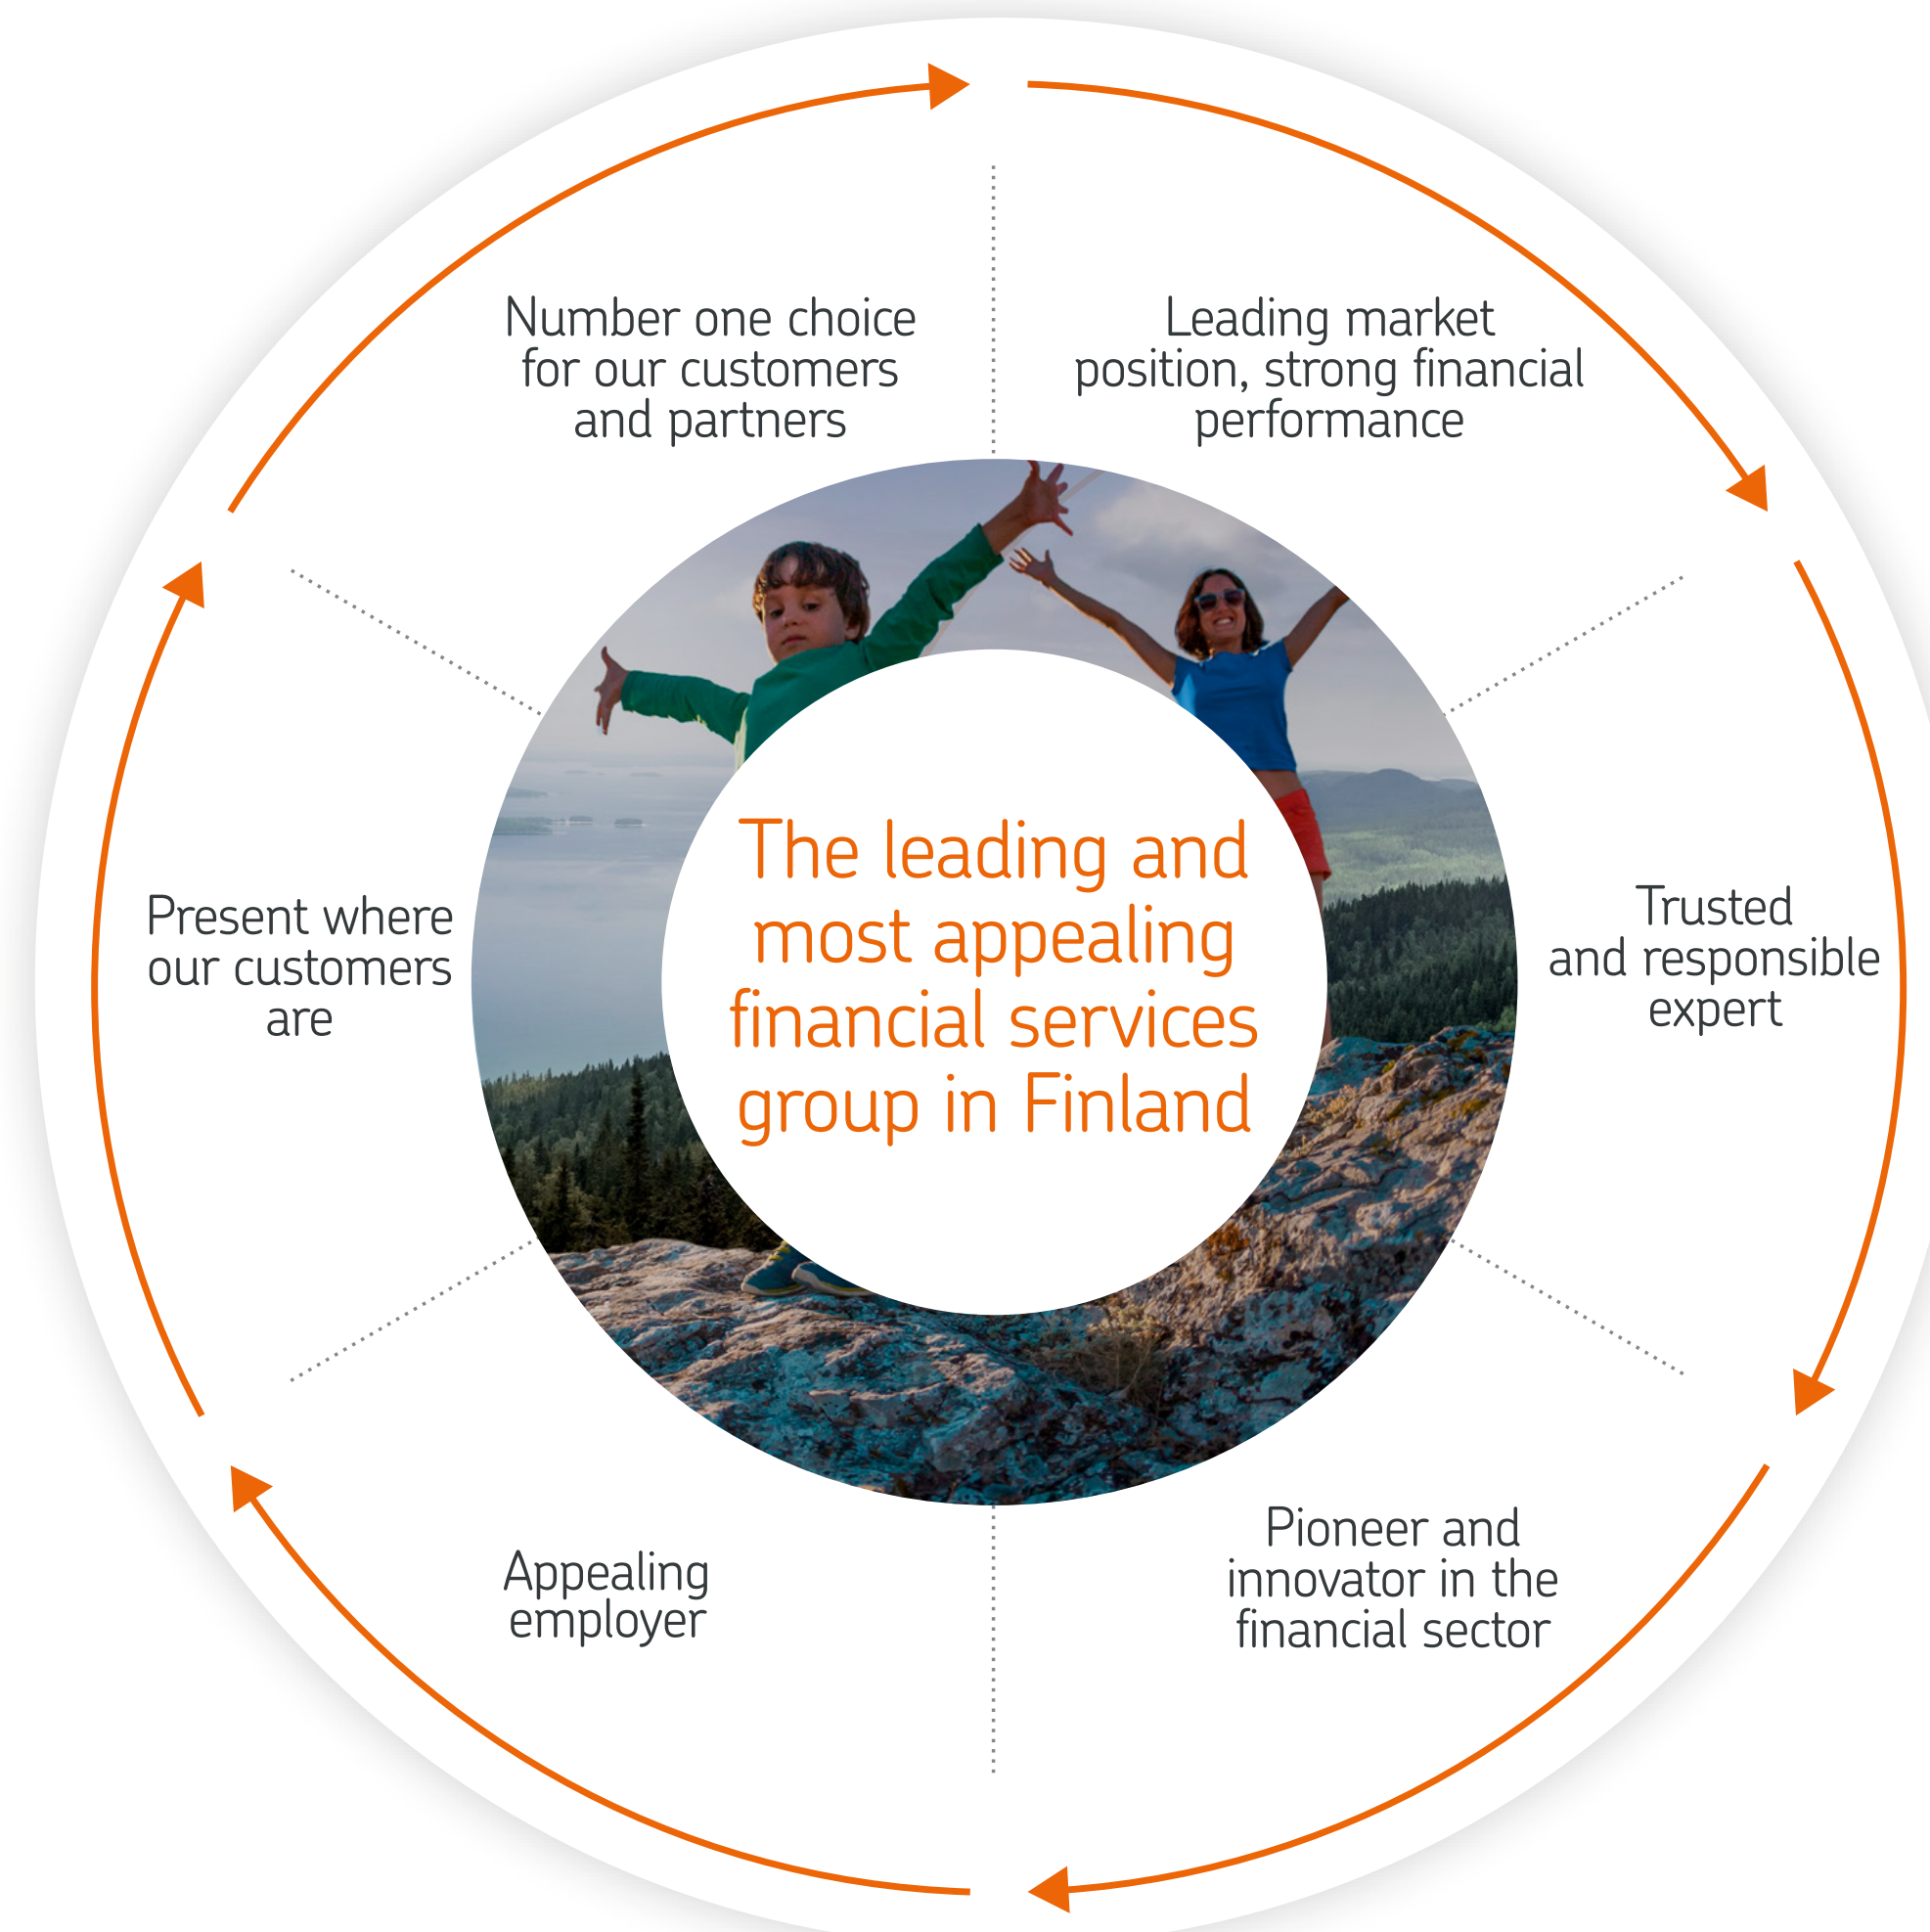 Number one choice
for our customers
and partners
Leading market
position, strong financial
performance
Trusted
and responsible
expert
Pioneer and
innovator in the
financial sector
Appealing
employer
Present where
our customers
are
The leading and
most appealing
financial services
group in Finland